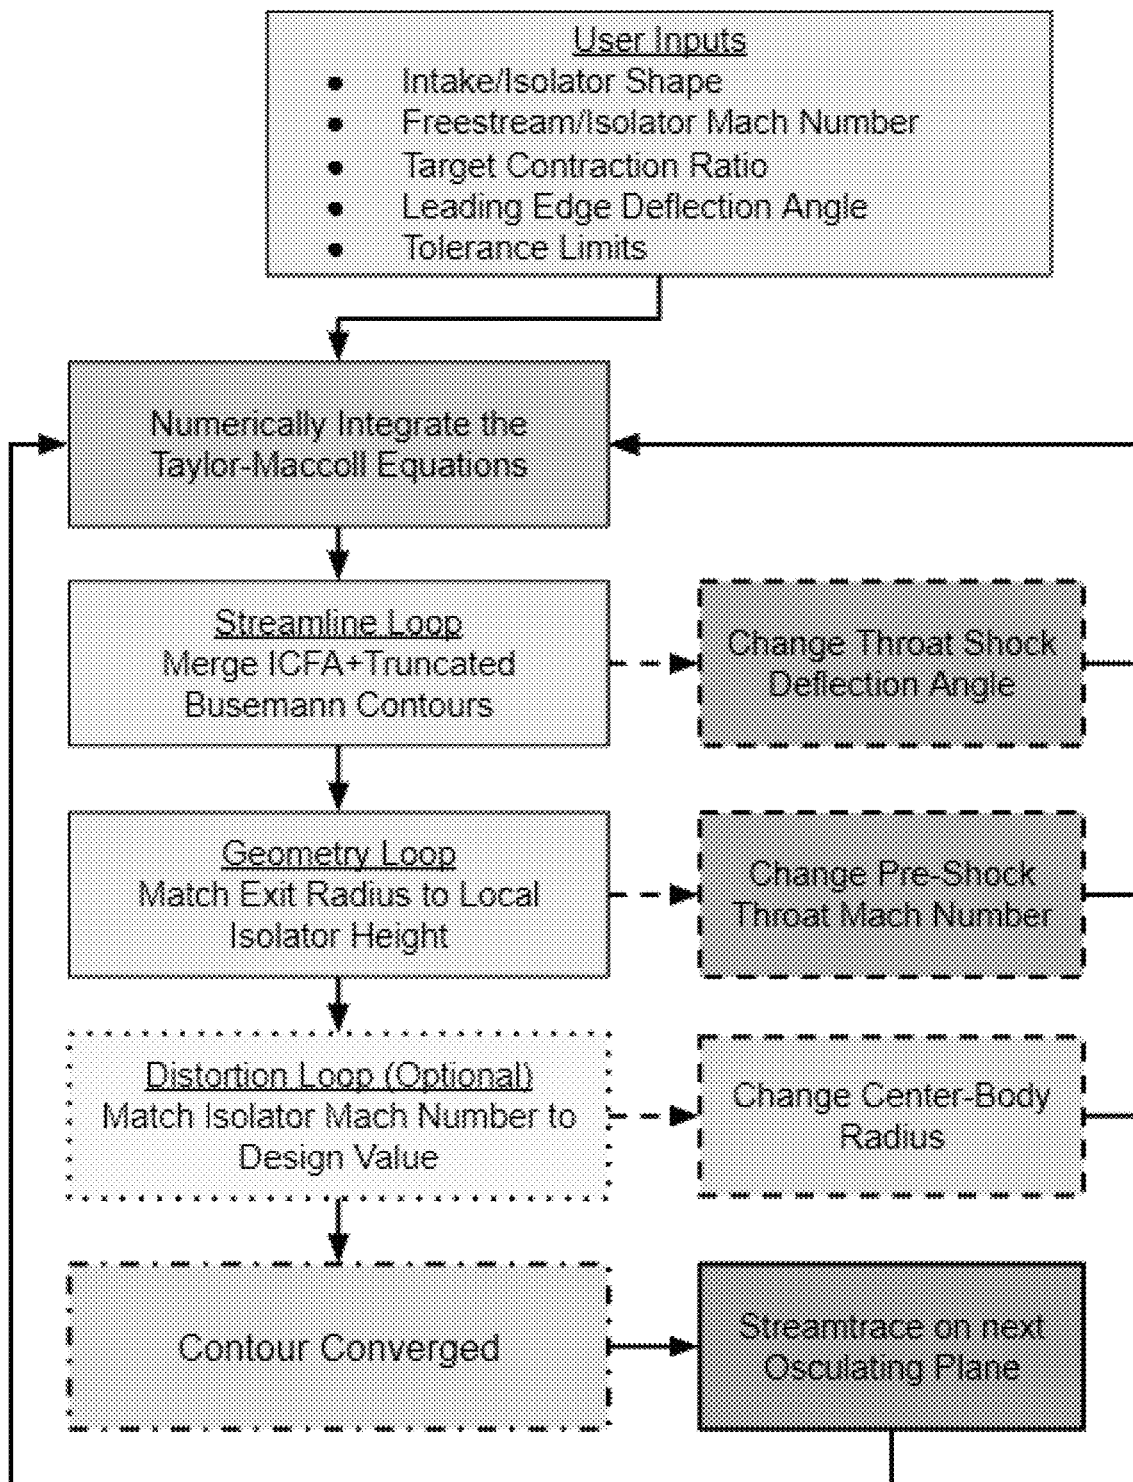 User Inputs
● Intake/Isolator Shape
● Freestream/Isolator Mach Number
● Target Contraction Ratio
● Leading Edge Deflection Angle
● Tolerance Limits
Numerically Integrate the
Taylor-Maccoll Equations
Streamline Loop
Merge ICFA+Truncated
Busemann Contours
Change Throat Shock
Deflection Angle
Geometry Loop
Match Exit Radius to Local
Isolator Height
Change Pre-Shock
Throat Mach Number
Distortion Loop (Optional)
Match Isolator Mach Number to
Design Value
Change Center-Body
Radius
Contour Converged
Streamtrace on next
Osculating Plane